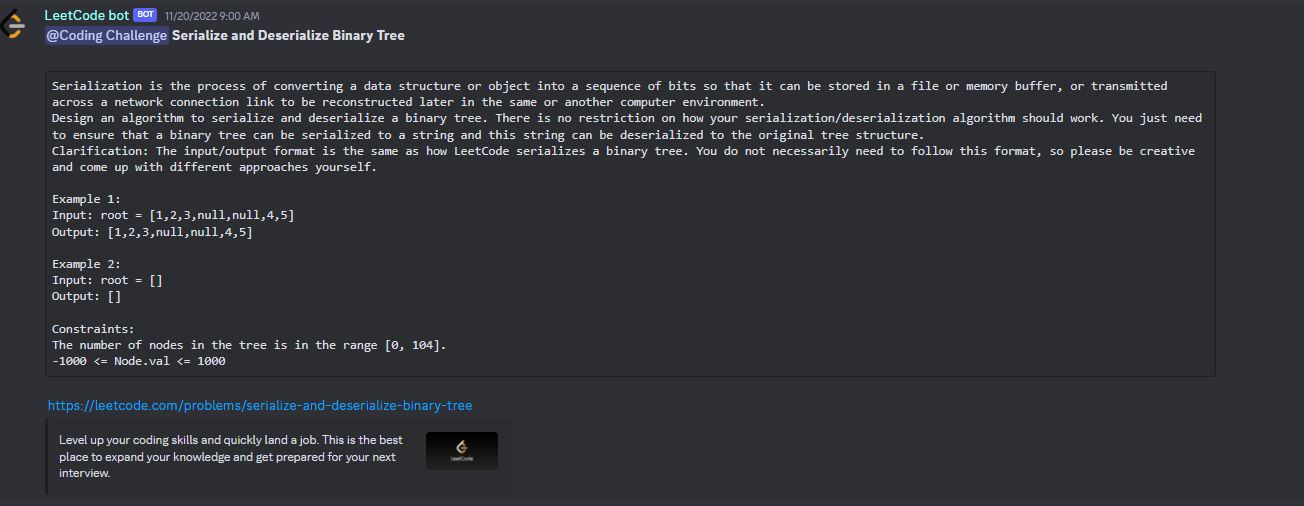 LeetCode bot BOT 11/20/2022 9:00 AM
@Coding Challenge Serialize and Deserialize Binary Tree
Serialization is the process of converting a data structure or object into a sequence of bits so that it can be stored in a file or memory buffer, or transmitted
across a network connection link to be reconstructed later in the same or another computer environment.
Design an algorithm to serialize and deserialize a binary tree. There is no restriction on how your serialization/deserialization algorithm should work. You just need
to ensure that a binary tree can be serialized to a string and this string can be deserialized to the original tree structure.
Clarification: The input/output format is the same as how LeetCode serializes a binary tree. You do not necessarily need to follow this format, so please be creative
and come up with different approaches yourself.
Example 1:
Input: root = [1,2,3,null,null,4,5]
Output: [1,2,3,null,null,4,5]
Example 2:
Input: root = []
Output: []
Constraints:
The number of nodes in the tree is in the range [0, 104].
-1000 <= Node.val <= 1000
https://leetcode.com/problems/serialize-and-deserialize-binary-tree
Level up your coding skills and quickly land a job. This is the best
place to expand your knowledge and get prepared for your next
interview.
LeetCode